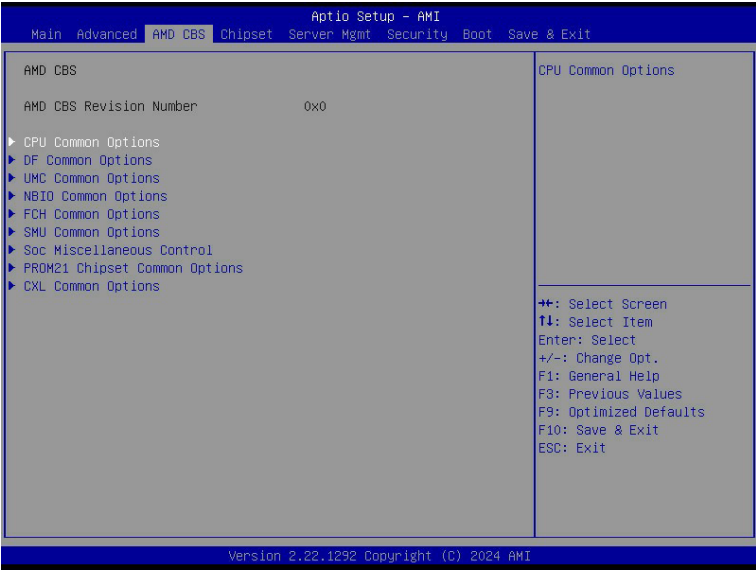 Aptio Setup – AMI
Main Advanced AMD CBS Chipset Server Mgmt Security Boot Save & Exit
AMD CBS
AMD CBS Revision Number 0x0
CPU Common Options
DF Common Options
UMC Common Options
NBIO Common Options
FCH Common Options
SMU Common Options
Soc Miscellaneous Control
PROM21 Chipset Common Options
CXL Common Options
CPU Common Options
→←: Select Screen
↑↓: Select Item
Enter: Select
+/-: Change Opt.
F1: General Help
F3: Previous Values
F9: Optimized Defaults
F10: Save & Exit
ESC: Exit
Version 2.22.1292 Copyright (C) 2024 AMI